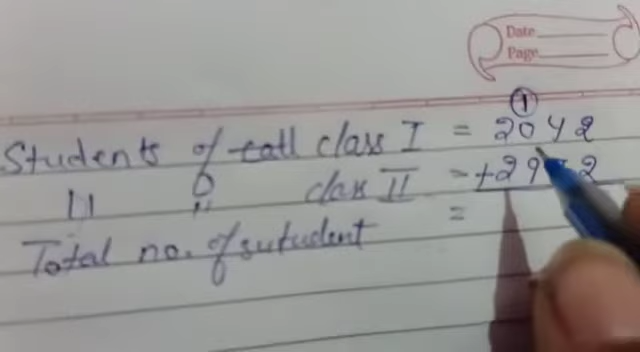 Date
Page
①
Students of call class I = 2042
" " class II = +29 2
Total no. of sutudent =